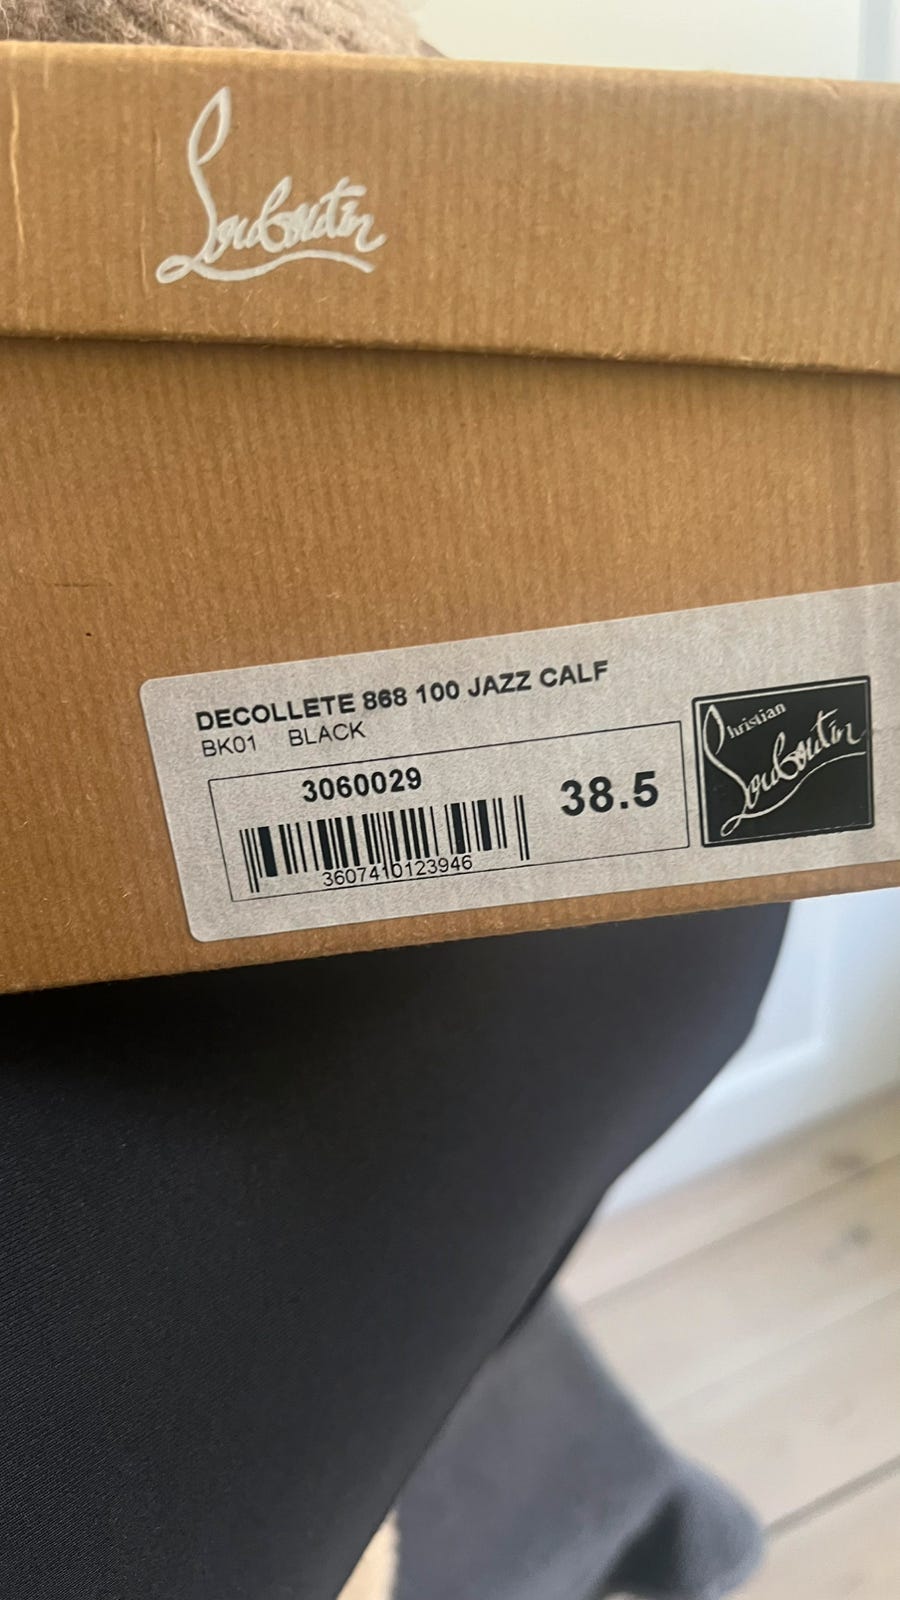 Louboutin
DECOLLETE 868 100 JAZZ CALF
BK01 BLACK
3060029
38.5
3607410123946
Christian
Louboutin